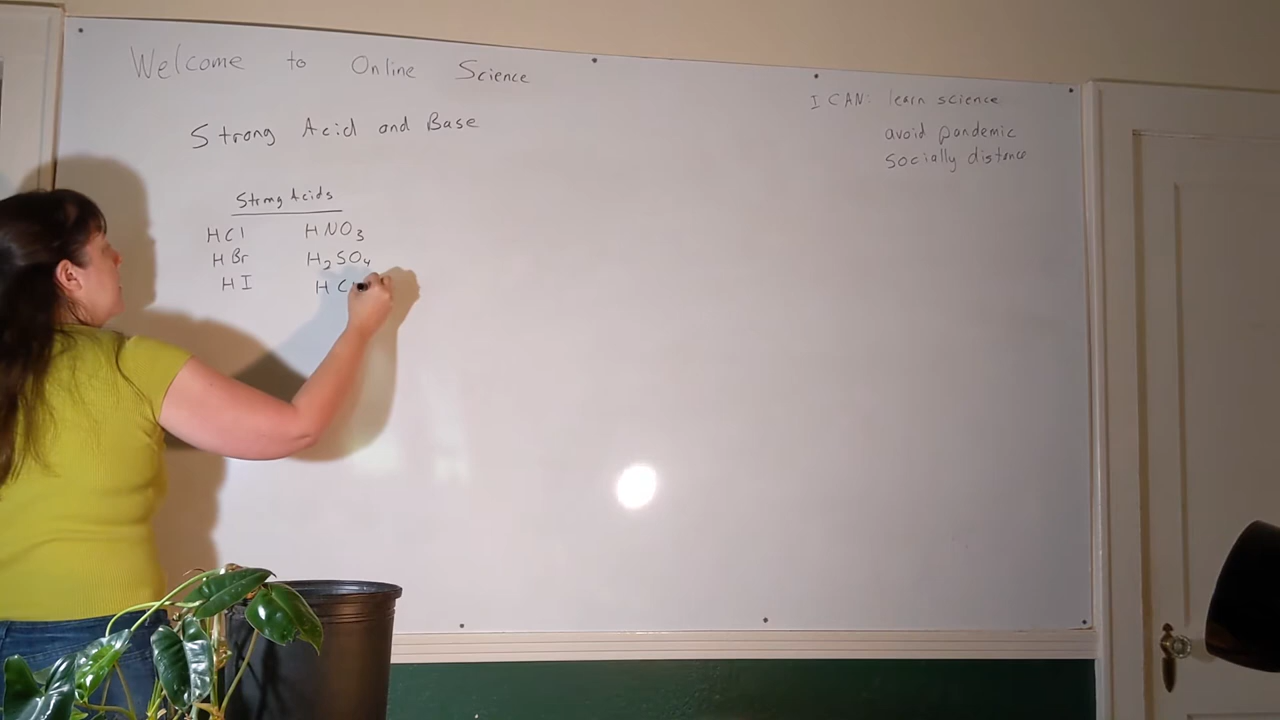 Welcome to Online Science
I CAN: learn science
avoid pandemic
socially distance
Strong Acid and Base
Strong Acids
HCl HNO3
HBr H2SO4
HI HC